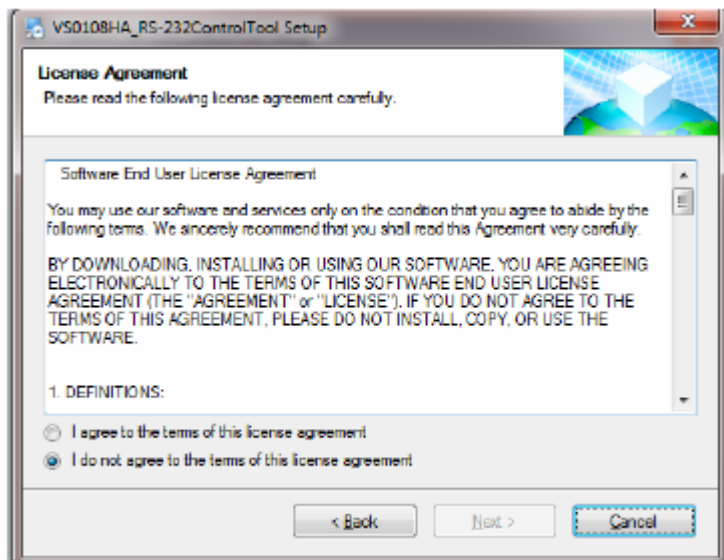 VS0108HA_RS-232ControlTool Setup
License Agreement
Please read the following license agreement carefully.
Software End User License Agreement
You may use our software and services only on the condition that you agree to abide by the
following terms. We sincerely recommend that you shall read this Agreement very carefully.
BY DOWNLOADING, INSTALLING OR USING OUR SOFTWARE, YOU ARE AGREEING
ELECTRONICALLY TO THE TERMS OF THIS SOFTWARE END USER LICENSE
AGREEMENT (THE "AGREEMENT" or "LICENSE"). IF YOU DO NOT AGREE TO THE
TERMS OF THIS AGREEMENT, PLEASE DO NOT INSTALL, COPY, OR USE THE
SOFTWARE.
1. DEFINITIONS:
I agree to the terms of this license agreement
I do not agree to the terms of this license agreement
< Back Next > Cancel